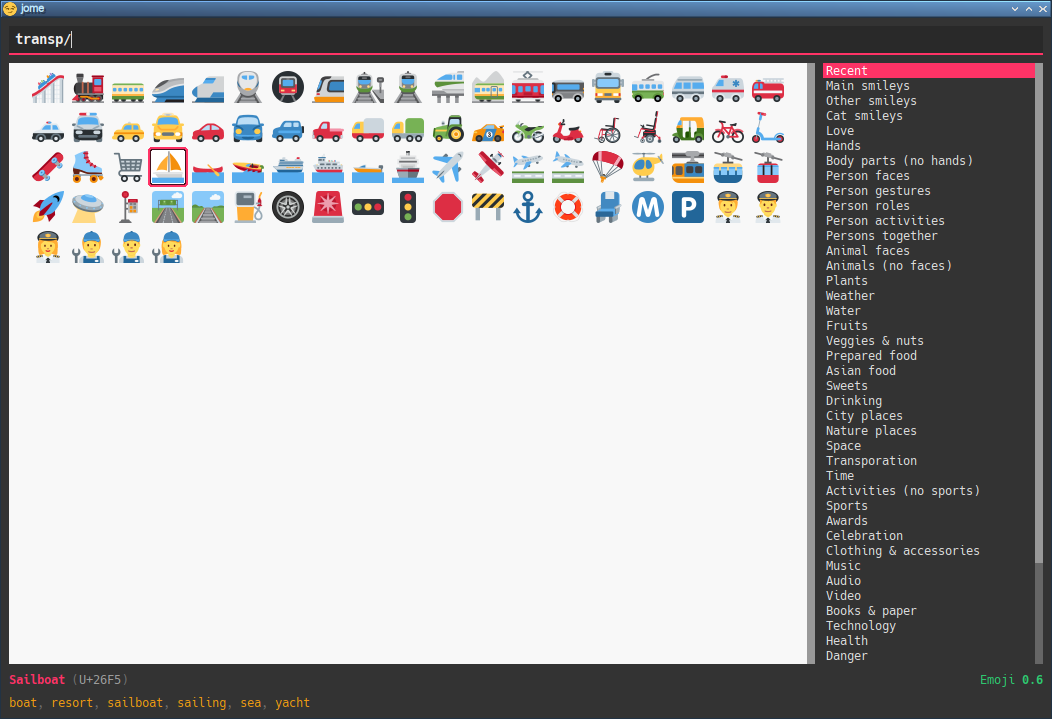 jome
transp/
Recent
Main smileys
Other smileys
Cat smileys
Love
Hands
Body parts (no hands)
Person faces
Person gestures
Person roles
Person activities
Persons together
Animal faces
Animals (no faces)
Plants
Weather
Water
Fruits
Veggies & nuts
Prepared food
Asian food
Sweets
Drinking
City places
Nature places
Space
Transporation
Time
Activities (no sports)
Sports
Awards
Celebration
Clothing & accessories
Music
Audio
Video
Books & paper
Technology
Health
Danger
M P
Sailboat (U+26F5)
Emoji 0.6
boat, resort, sailboat, sailing, sea, yacht